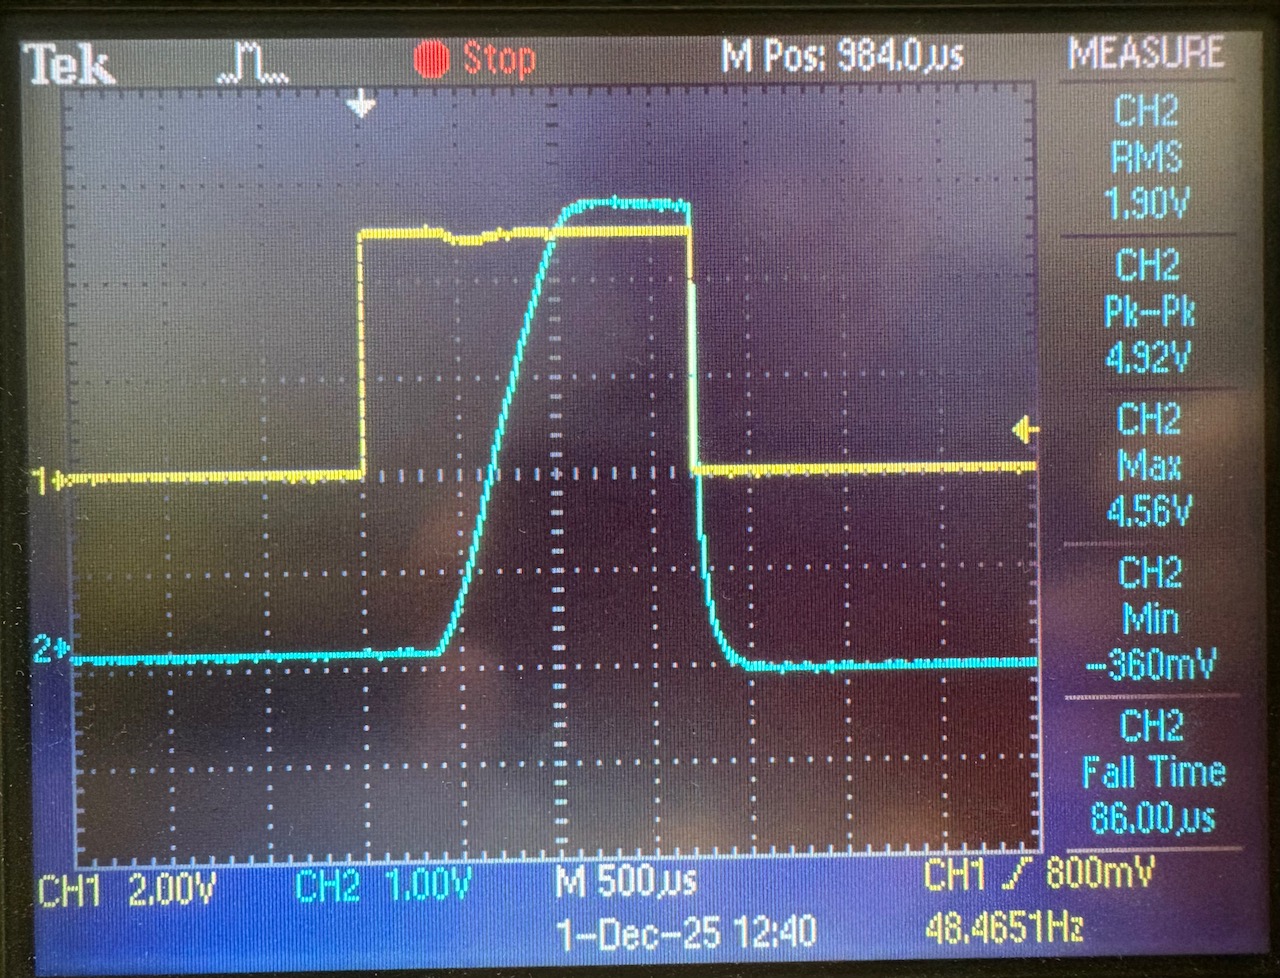 Tek Stop M Pos: 984.0µs MEASURE
CH2
RMS
1.90V
CH2
Pk-Pk
4.92V
CH2
Max
4.56V
1
CH2
Min
-360mV
2
CH2
Fall Time
86.00µs
CH1 2.00V CH2 1.00V M 500µs CH1 800mV
1-Dec-25 12:40 48.4651Hz